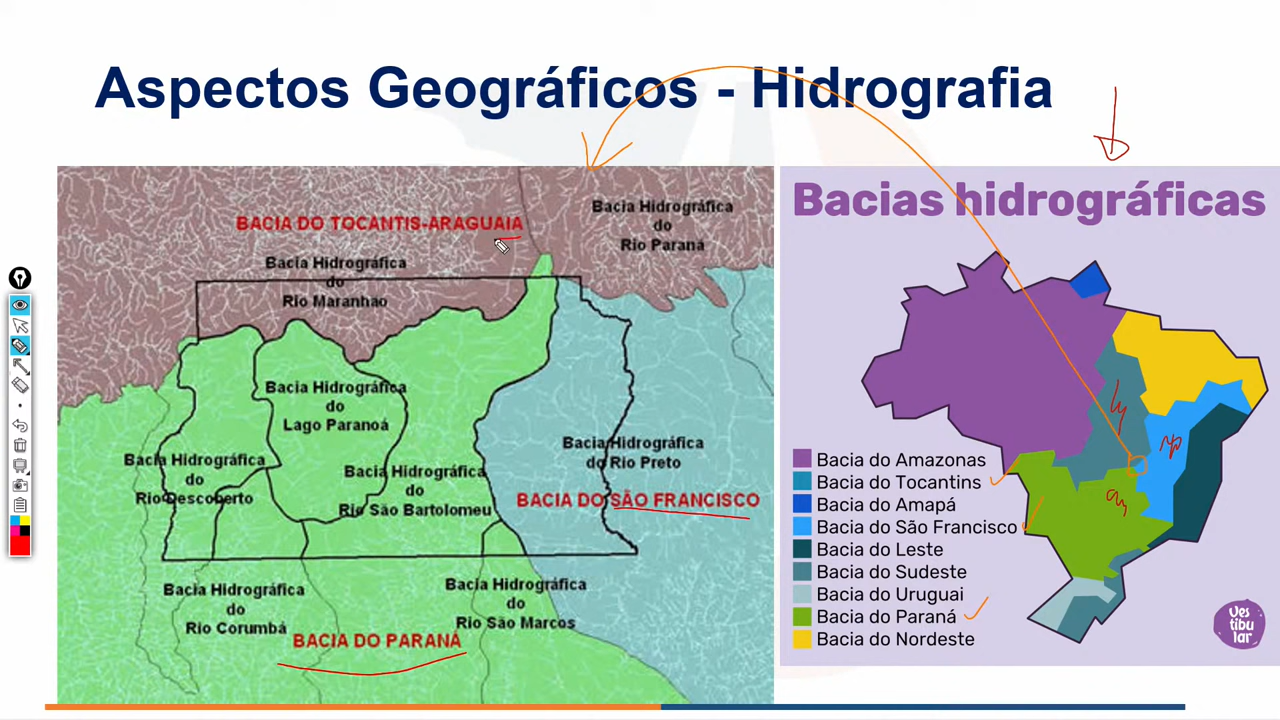 Aspectos Geográficos - Hidrografia
BACIA DO TOCANTIS-ARAGUAIA
Bacia Hidrográfica
do
Rio Paraná
Bacia Hidrográfica
do
Rio Maranhao
Bacia Hidrográfica
do
Lago Paranoá
Bacia Hidrográfica
do
Rio Descoberto
Bacia Hidrográfica
do
Rio São Bartolomeu
Bacia Hidrográfica
do Rio Preto
BACIA DO SÃO FRANCISCO
Bacia Hidrográfica
do
Rio Corumbá
Bacia Hidrográfica
do
Rio São Marcos
BACIA DO PARANÁ
Bacias hidrográficas
Bacia do Amazonas
Bacia do Tocantins
Bacia do Amapá
Bacia do São Francisco
Bacia do Leste
Bacia do Sudeste
Bacia do Uruguai
Bacia do Paraná
Bacia do Nordeste
Ves
tibu
lar